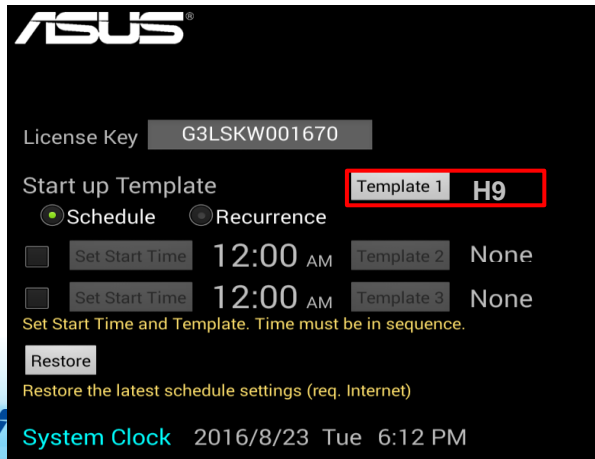 ASUS®
License Key G3LSKW001670
Start up Template Template 1 H9
Schedule Recurrence
Set Start Time 12:00 AM Template 2 None
Set Start Time 12:00 AM Template 3 None
Set Start Time and Template. Time must be in sequence.
Restore
Restore the latest schedule settings (req. Internet)
System Clock 2016/8/23 Tue 6:12 PM